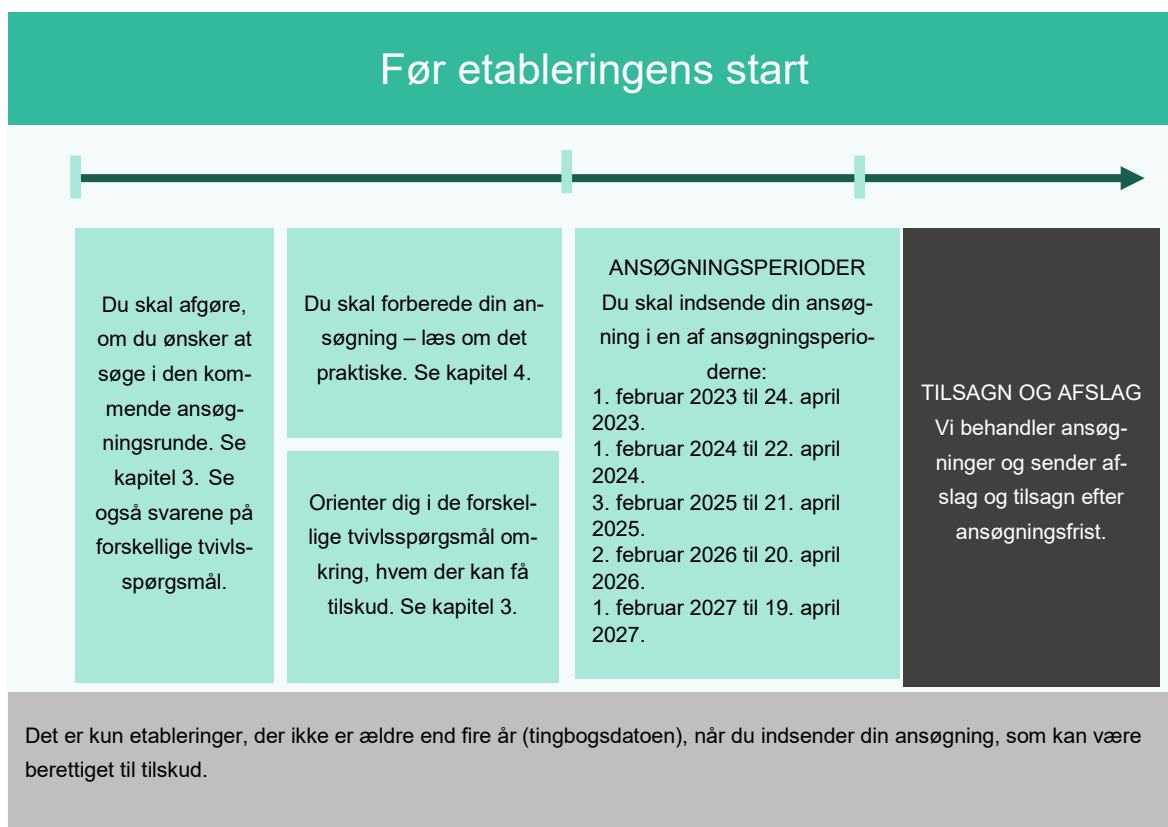 Før etableringens start
Du skal afgøre,
om du ønsker at
søge i den kom-
mende ansøg-
ningsrunde. Se
kapitel 3. Se
også svarene på
forskellige tvivls-
spørgsmål.
Du skal forberede din an-
søgning – læs om det
praktiske. Se kapitel 4.
Orienter dig i de forskel-
lige tvivlsspørgsmål om-
kring, hvem der kan få
tilskud. Se kapitel 3.
ANSØGNINGSPERIODER
Du skal indsende din ansøg-
ning i en af ansøgningsperio-
derne:
1. februar 2023 til 24. april
2023.
1. februar 2024 til 22. april
2024.
3. februar 2025 til 21. april
2025.
2. februar 2026 til 20. april
2026.
1. februar 2027 til 19. april
2027.
TILSAGN OG AFSLAG
Vi behandler ansøg-
ninger og sender af-
slag og tilsagn efter
ansøgningsfrist.
Det er kun etableringer, der ikke er ældre end fire år (tingbogsdatoen), når du indsender din ansøgning, som kan være
berettiget til tilskud.